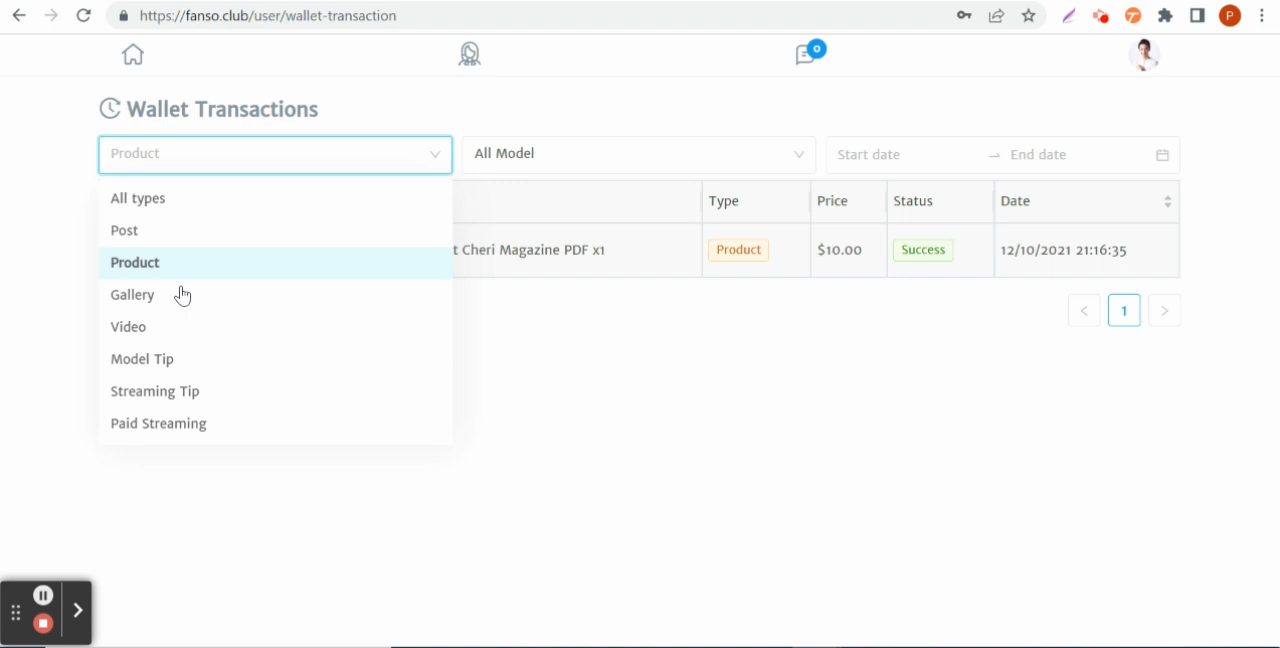 https://fanso.club/user/wallet-transaction
P
0
Wallet Transactions
Product
All Model
Start date
End date
All types
Post
Product
Gallery
Video
Model Tip
Streaming Tip
Paid Streaming
Type
Price
Status
Date
t Cheri Magazine PDF x1
Product
$10.00
Success
12/10/2021 21:16:35
< 1 >